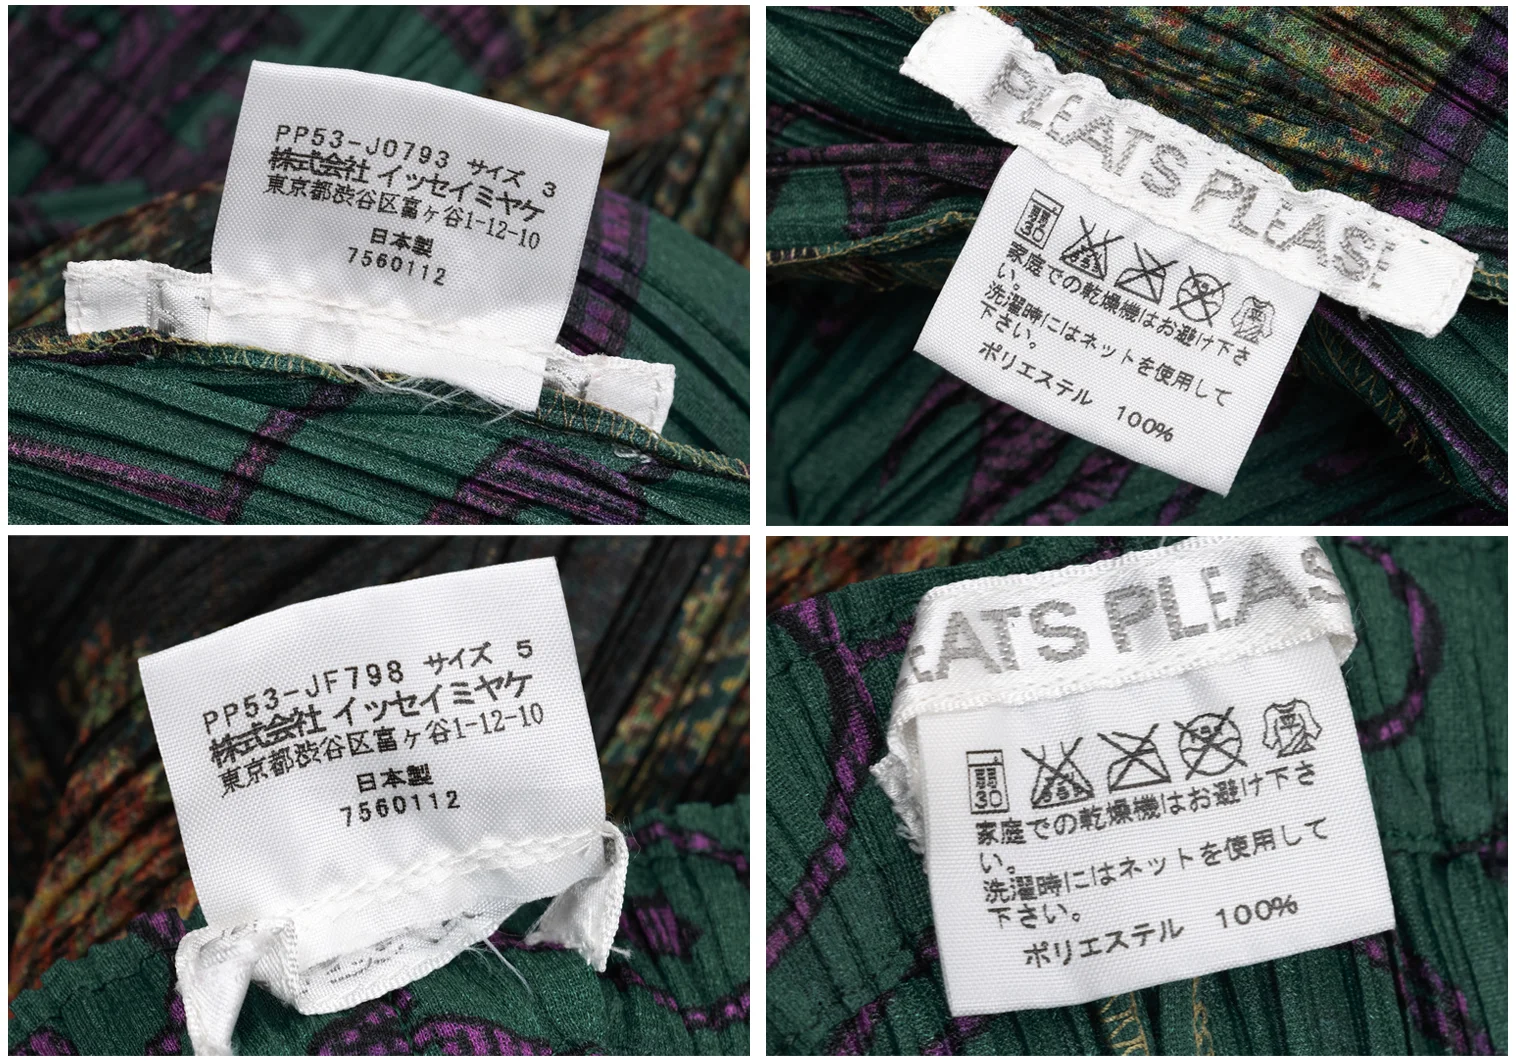 PP53-J0793 サイズ 3
株式会社 イッセイミヤケ
東京都渋谷区富ヶ谷1-12-10
日本製
7560112
PLEATS PLEASE
30
家庭での乾燥機はお避け下さ
い。
洗濯時にはネットを使用して
下さい。
ポリエステル 100%
PP53-JF798 サイズ 5
株式会社 イッセイミヤケ
東京都渋谷区富ヶ谷1-12-10
日本製
7560112
EATS PLEAS
30
家庭での乾燥機はお避け下さ
い。
洗濯時にはネットを使用して
下さい。
ポリエステル 100%